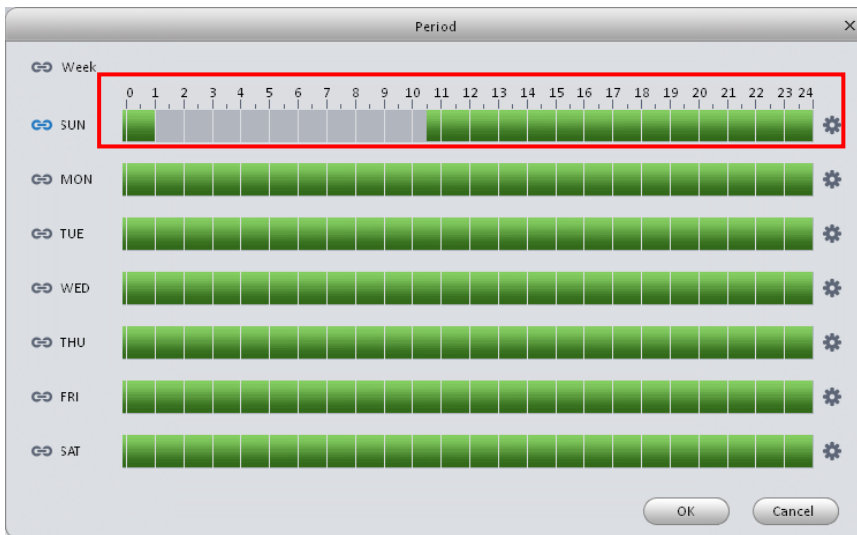 Period
Week
0 1 2 3 4 5 6 7 8 9 10 11 12 13 14 15 16 17 18 19 20 21 22 23 24
SUN
MON
TUE
WED
THU
FRI
SAT
OK Cancel